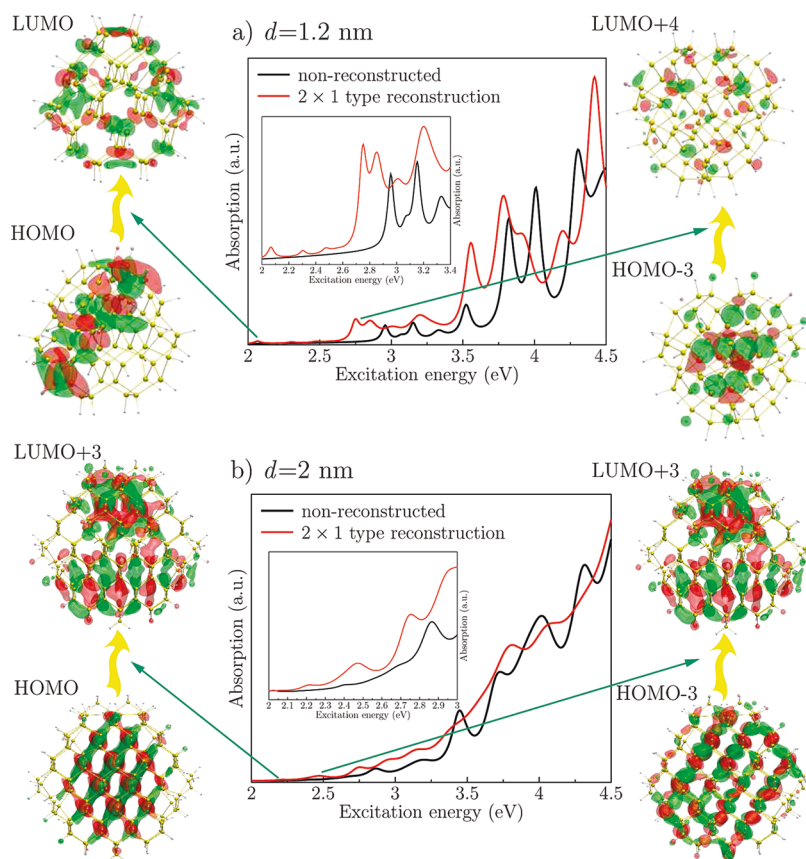 LUMO
a) d=1.2 nm
LUMO+4
non-reconstructed
2 × 1 type reconstruction
Absorption (a.u.)
Absorption (a.u.)
2 2.2 2.4 2.6 2.8 3 3.2 3.4
Excitation energy (eV)
HOMO
HOMO-3
2 2.5 3 3.5 4 4.5
Excitation energy (eV)
LUMO+3
b) d=2 nm
LUMO+3
non-reconstructed
2 × 1 type reconstruction
Absorption (a.u.)
Absorption (a.u.)
2 2.1 2.2 2.3 2.4 2.5 2.6 2.7 2.8 2.9 3
Excitation energy (eV)
HOMO
HOMO-3
2 2.5 3 3.5 4 4.5
Excitation energy (eV)